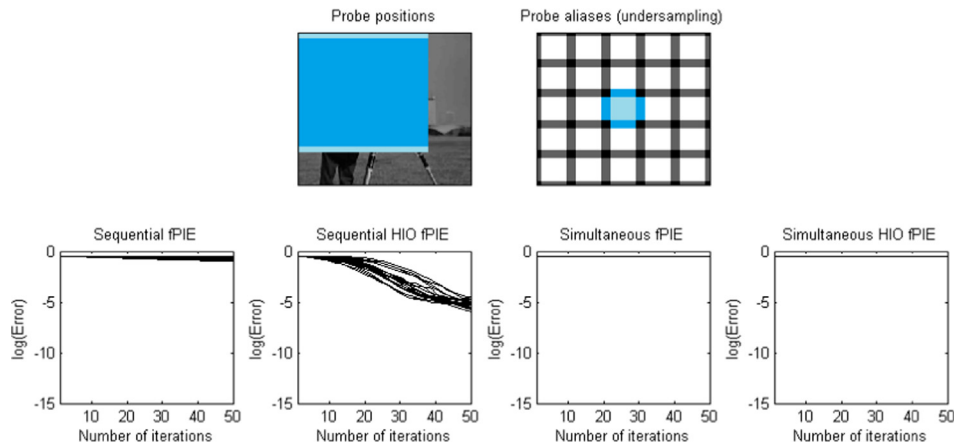 Probe positions
Probe aliases (undersampling)
Sequential fPIE
Sequential HIO fPIE
Simultaneous fPIE
Simultaneous HIO fPIE
log(Error)
0
-5
-10
-15
10 20 30 40 50
Number of iterations
log(Error)
0
-5
-10
-15
10 20 30 40 50
Number of iterations
log(Error)
0
-5
-10
-15
10 20 30 40 50
Number of iterations
log(Error)
0
-5
-10
-15
10 20 30 40 50
Number of iterations